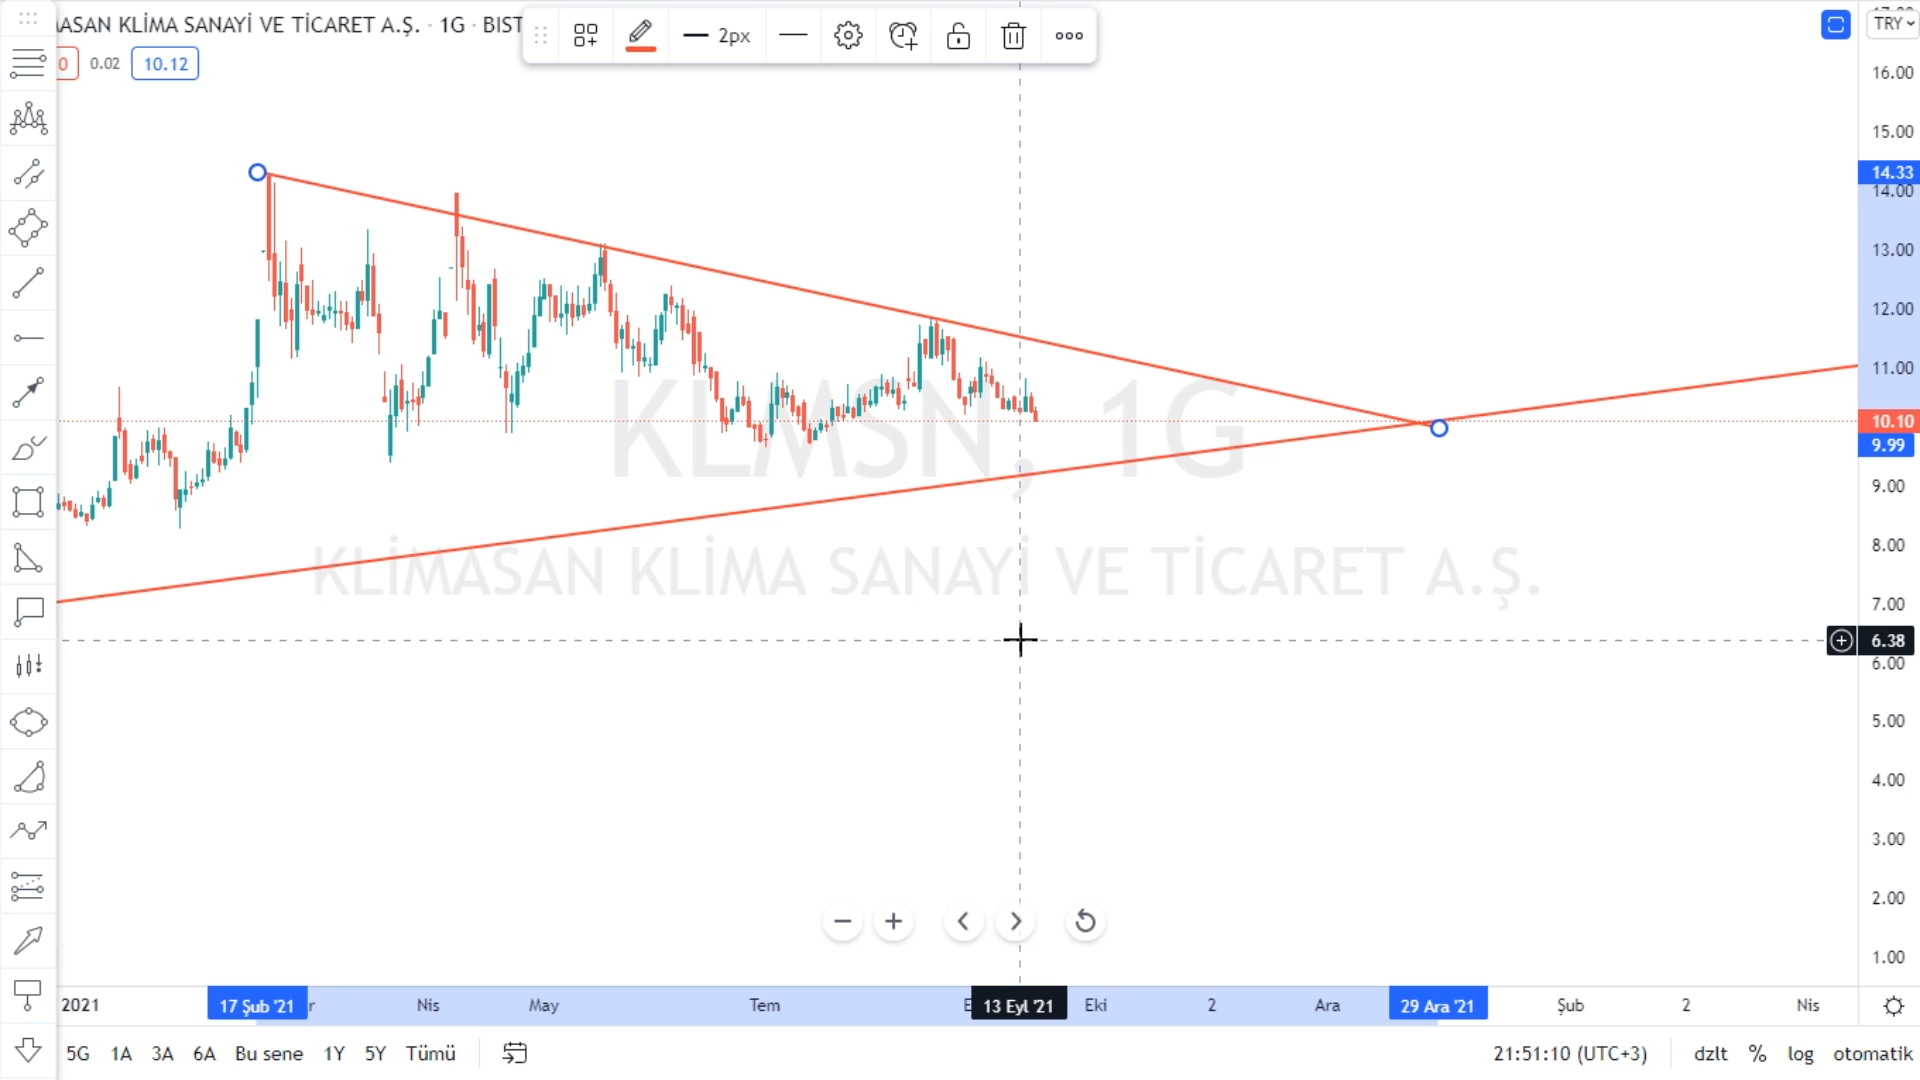 ASAN KLİMA SANAYİ VE TİCARET A.Ş. · 1G · BIST
2px
TRY
0 0.02 10.12
16.00
15.00
14.33
14.00
13.00
12.00
11.00
10.10
9.99
9.00
8.00
7.00
6.38
6.00
5.00
4.00
3.00
2.00
1.00
KLMSN, 1G
KLİMASAN KLİMA SANAYİ VE TİCARET A.Ş.
2021 17 Şub '21 r Nis May Tem E 13 Eyl '21 Eki 2 Ara 29 Ara '21 Şub 2 Nis
5G 1A 3A 6A Bu sene 1Y 5Y Tümü 21:51:10 (UTC+3) dzlt % log otomatik